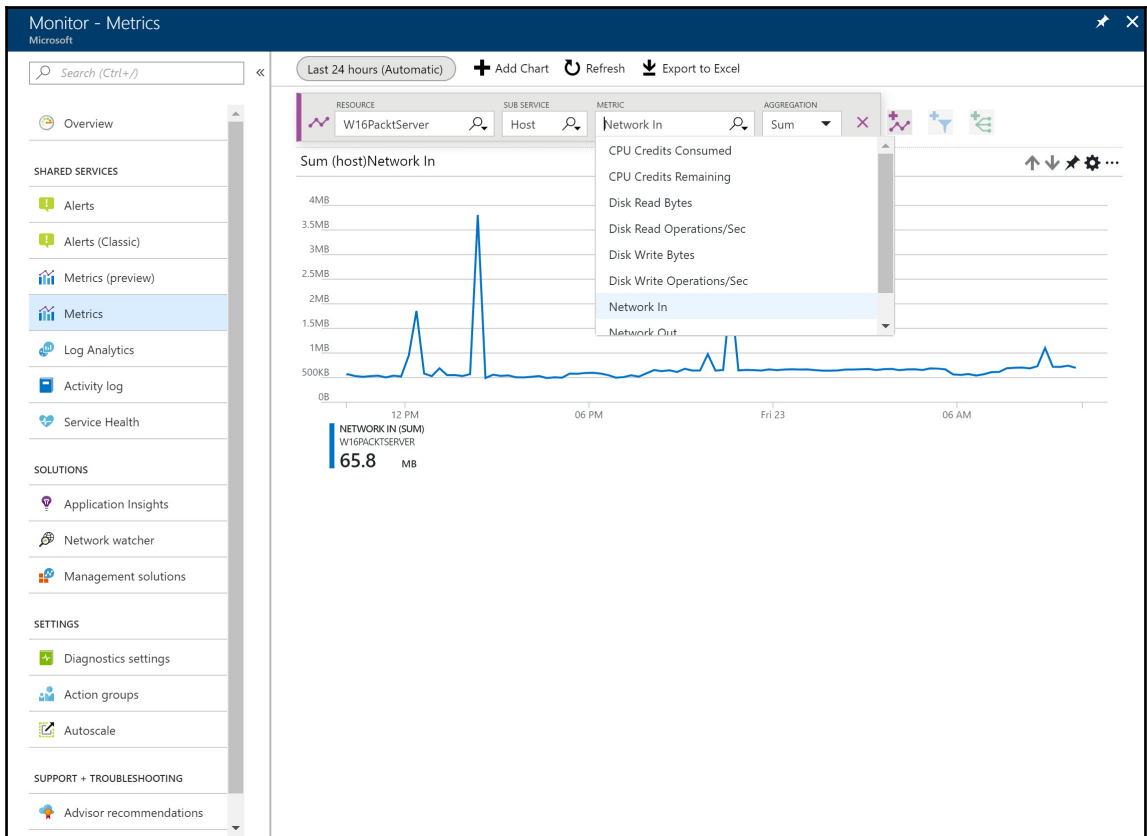 Monitor - Metrics
Microsoft
Search (Ctrl+/)
«
Overview
SHARED SERVICES
Alerts
Alerts (Classic)
Metrics (preview)
Metrics
Log Analytics
Activity log
Service Health
SOLUTIONS
Application Insights
Network watcher
Management solutions
SETTINGS
Diagnostics settings
Action groups
Autoscale
SUPPORT + TROUBLESHOOTING
Advisor recommendations
Last 24 hours (Automatic) Add Chart Refresh Export to Excel
RESOURCE SUB SERVICE METRIC AGGREGATION
W16PacktServer Host Network In Sum
CPU Credits Consumed
CPU Credits Remaining
Disk Read Bytes
Disk Read Operations/Sec
Disk Write Bytes
Disk Write Operations/Sec
Network In
Network Out
Sum (host)Network In
4MB
3.5MB
3MB
2.5MB
2MB
1.5MB
1MB
500KB
0B
12 PM 06 PM Fri 23 06 AM
NETWORK IN (SUM)
W16PACKTSERVER
65.8 MB